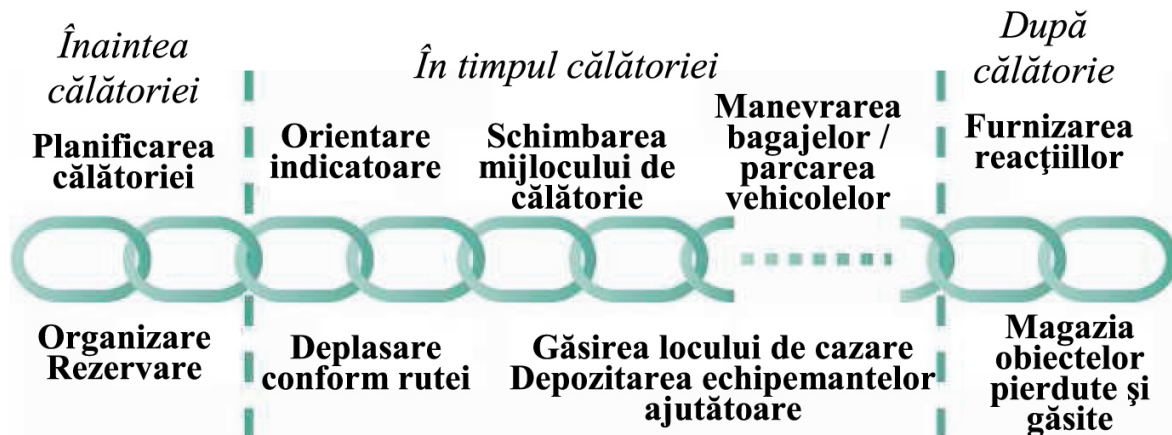 Înaintea
călătoriei
În timpul călătoriei
După
călătorie
Planificarea
călătoriei
Orientare
indicatoare
Schimbarea
mijlocului de
călătorie
Manevrarea
bagajelor /
parcarea
vehicolelor
Furnizarea
reacţiillor
Organizare
Rezervare
Deplasare
conform rutei
Găsirea locului de cazare
Depozitarea echipemantelor
ajutătoare
Magazia
obiectelor
pierdute şi
găsite